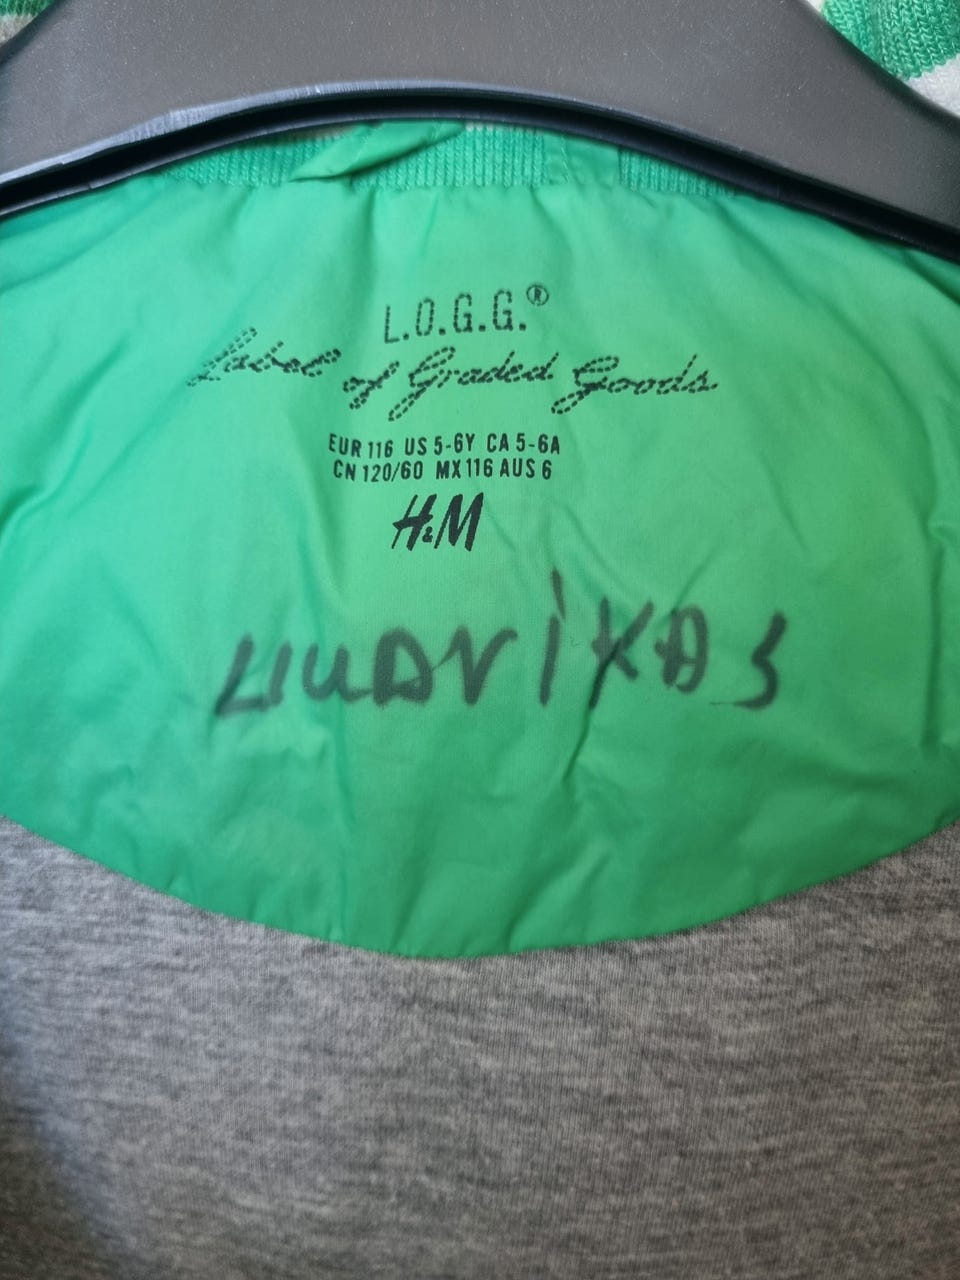 L.O.G.G.®
Label of Graded Goods
EUR 116 US 5-6Y CA 5-6A
CN 120/60 MX 116 AUS 6
H&M
LIUDVIKAS